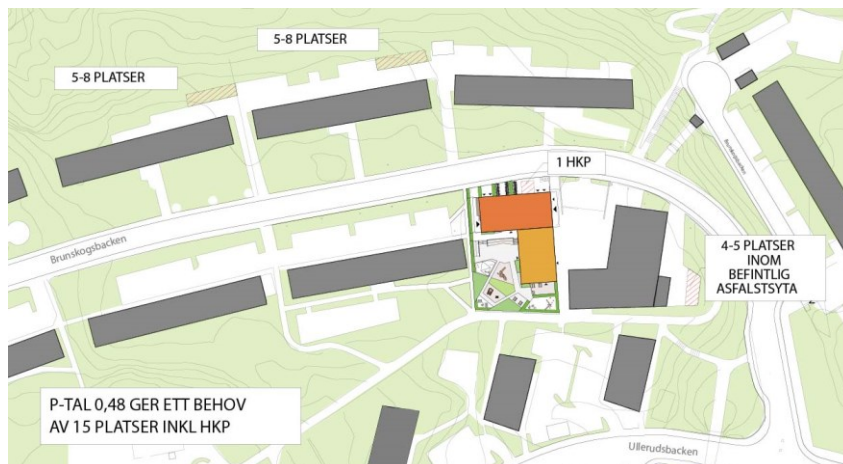 5-8 PLATSER
5-8 PLATSER
1 HKP
Brunskogsbacken
Brunskogsbacken
4-5 PLATSER
INOM
BEFINTLIG
ASFALSTSYTA
P-TAL 0,48 GER ETT BEHOV
AV 15 PLATSER INKL HKP
Ullerudsbacken